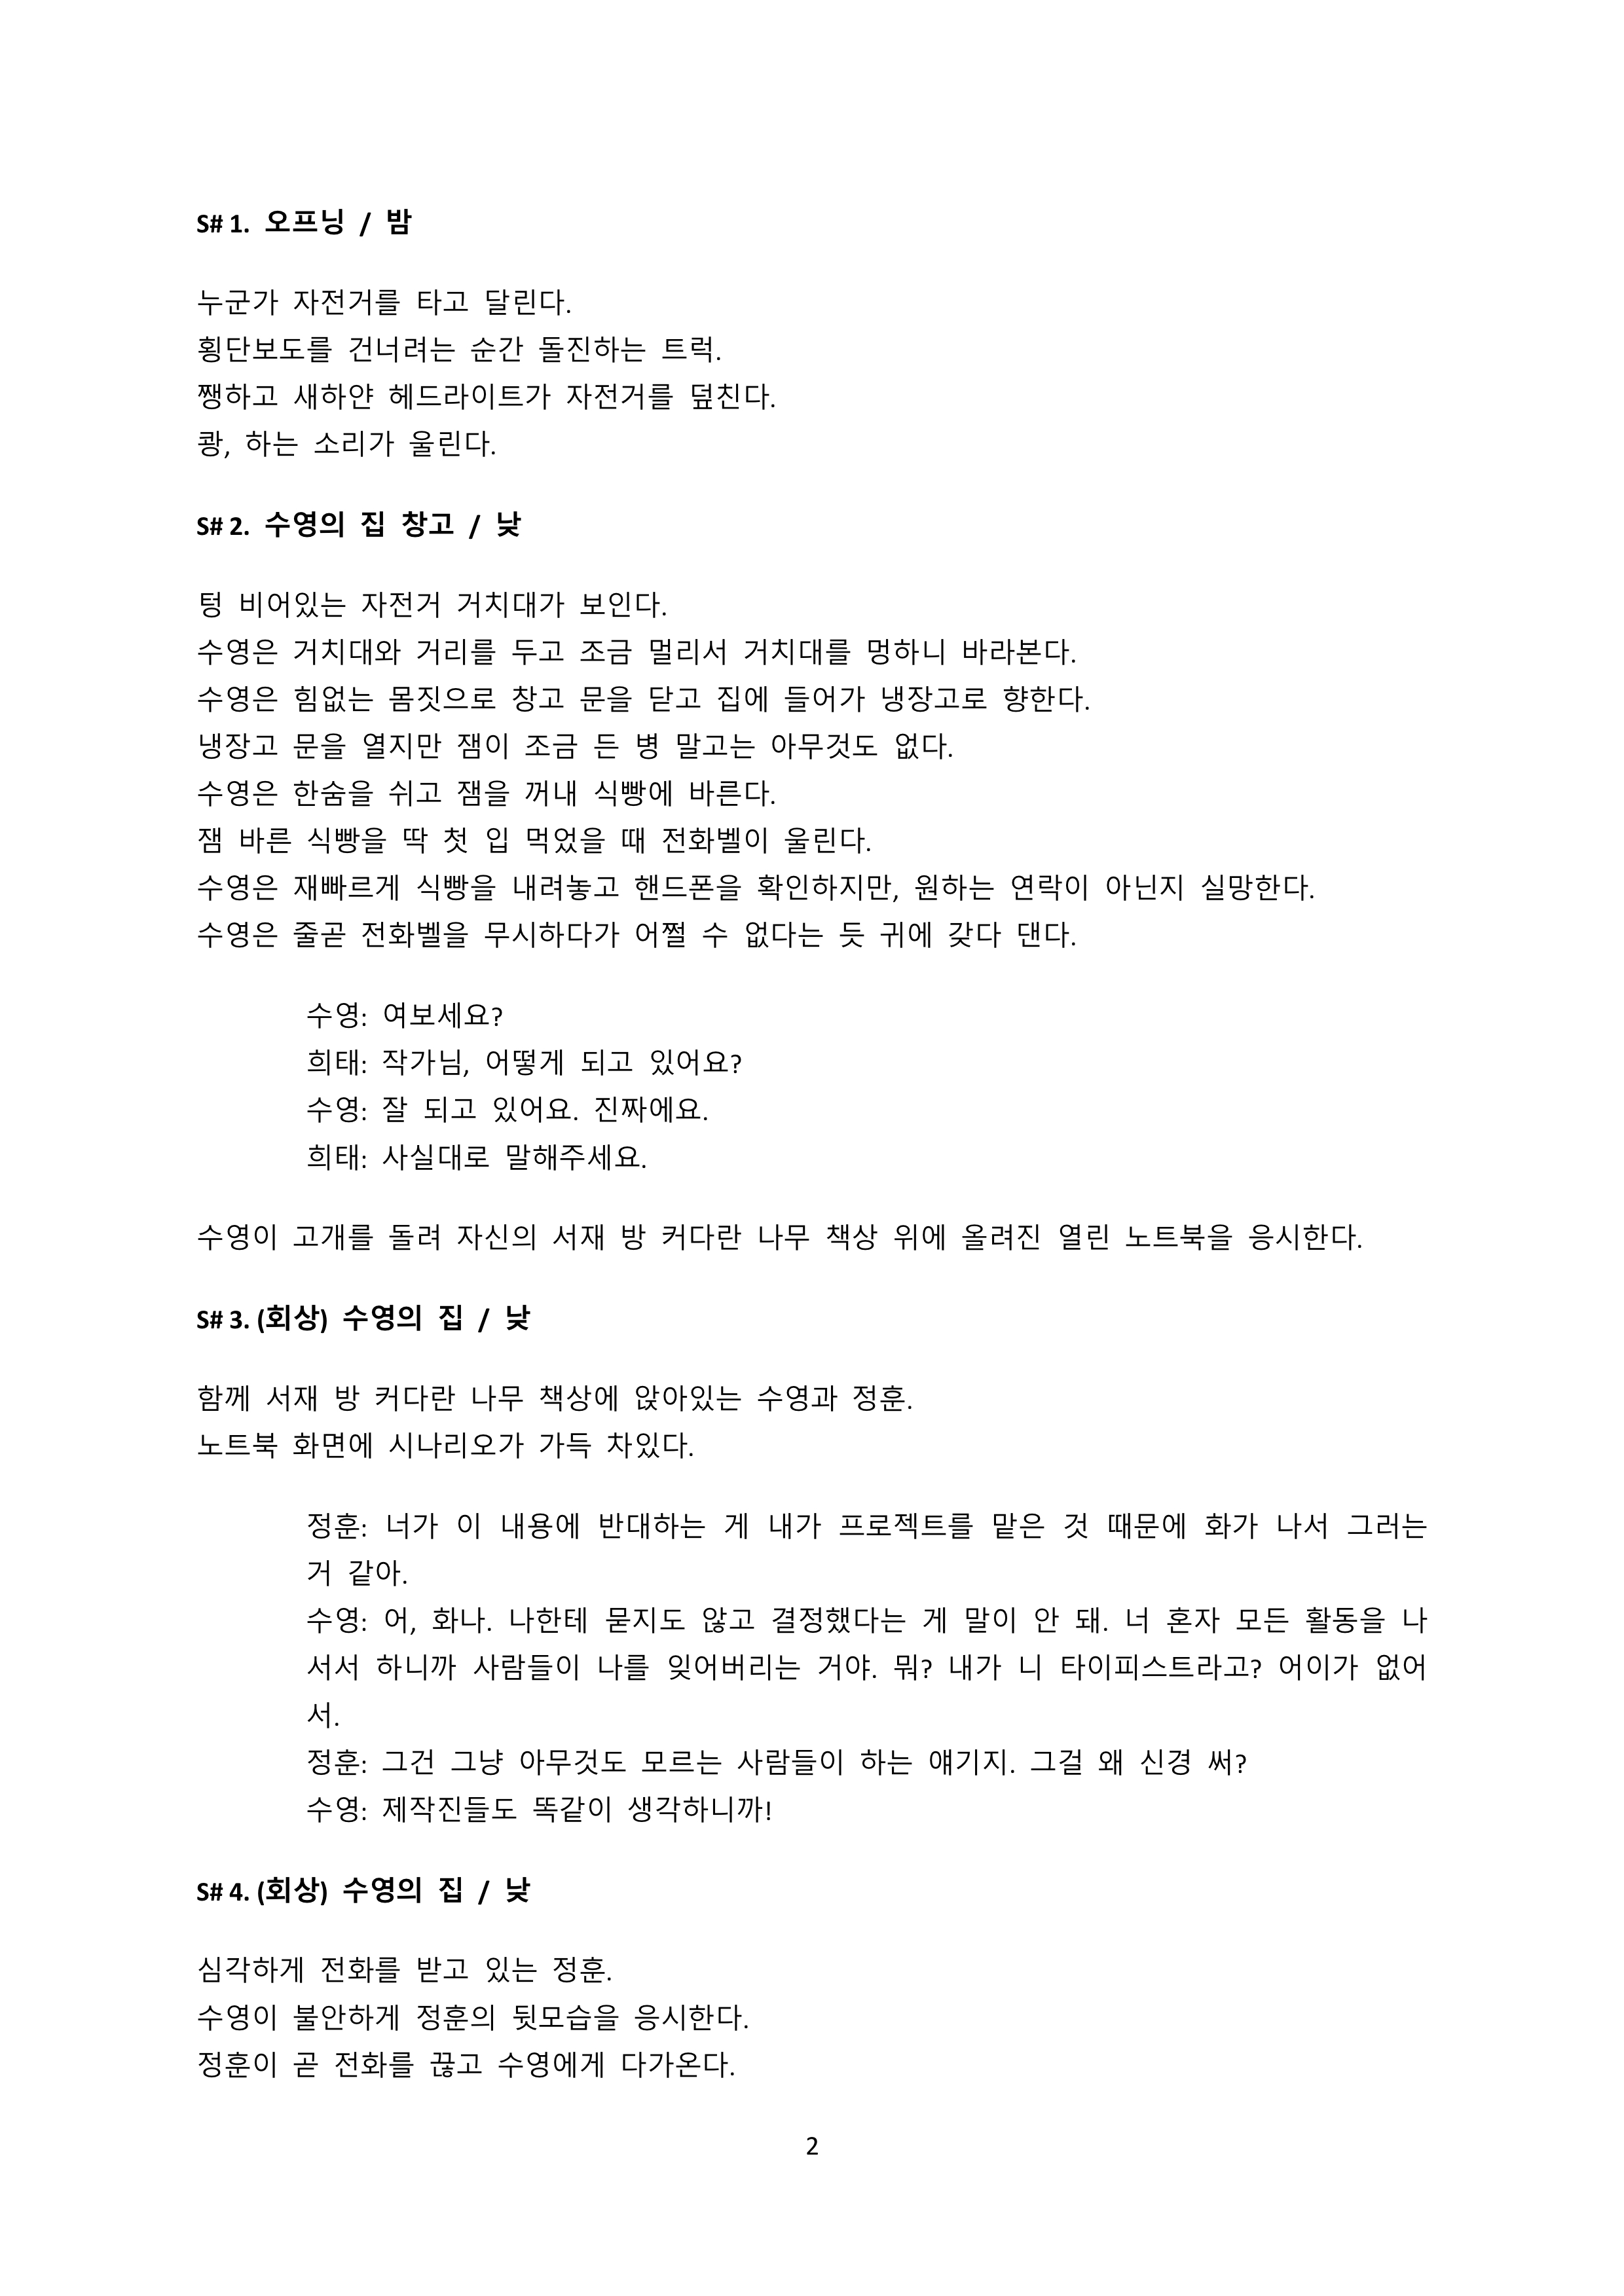 S# 1. 오프닝 / 밤
누군가 자전거를 타고 달린다.
횡단보도를 건너려는 순간 돌진하는 트럭.
쨍하고 새하얀 헤드라이트가 자전거를 덮친다.
쾅, 하는 소리가 울린다.
S# 2. 수영의 집 창고 / 낮
텅 비어있는 자전거 거치대가 보인다.
수영은 거치대와 거리를 두고 조금 멀리서 거치대를 멍하니 바라본다.
수영은 힘없는 몸짓으로 창고 문을 닫고 집에 들어가 냉장고로 향한다.
냉장고 문을 열지만 잼이 조금 든 병 말고는 아무것도 없다.
수영은 한숨을 쉬고 잼을 꺼내 식빵에 바른다.
잼 바른 식빵을 딱 첫 입 먹었을 때 전화벨이 울린다.
수영은 재빠르게 식빵을 내려놓고 핸드폰을 확인하지만, 원하는 연락이 아닌지 실망한다.
수영은 줄곧 전화벨을 무시하다가 어쩔 수 없다는 듯 귀에 갖다 댄다.
수영: 여보세요?
희태: 작가님, 어떻게 되고 있어요?
수영: 잘 되고 있어요. 진짜에요.
희태: 사실대로 말해주세요.
수영이 고개를 돌려 자신의 서재 방 커다란 나무 책상 위에 올려진 열린 노트북을 응시한다.
S# 3. (회상) 수영의 집 / 낮
함께 서재 방 커다란 나무 책상에 앉아있는 수영과 정훈.
노트북 화면에 시나리오가 가득 차있다.
정훈: 너가 이 내용에 반대하는 게 내가 프로젝트를 맡은 것 때문에 화가 나서 그러는
거 같아.
수영: 어, 화나. 나한테 묻지도 않고 결정했다는 게 말이 안 돼. 너 혼자 모든 활동을 나
서서 하니까 사람들이 나를 잊어버리는 거야. 뭐? 내가 니 타이피스트라고? 어이가 없어
서.
정훈: 그건 그냥 아무것도 모르는 사람들이 하는 얘기지. 그걸 왜 신경 써?
수영: 제작진들도 똑같이 생각하니까!
S# 4. (회상) 수영의 집 / 낮
심각하게 전화를 받고 있는 정훈.
수영이 불안하게 정훈의 뒷모습을 응시한다.
정훈이 곧 전화를 끊고 수영에게 다가온다.
2